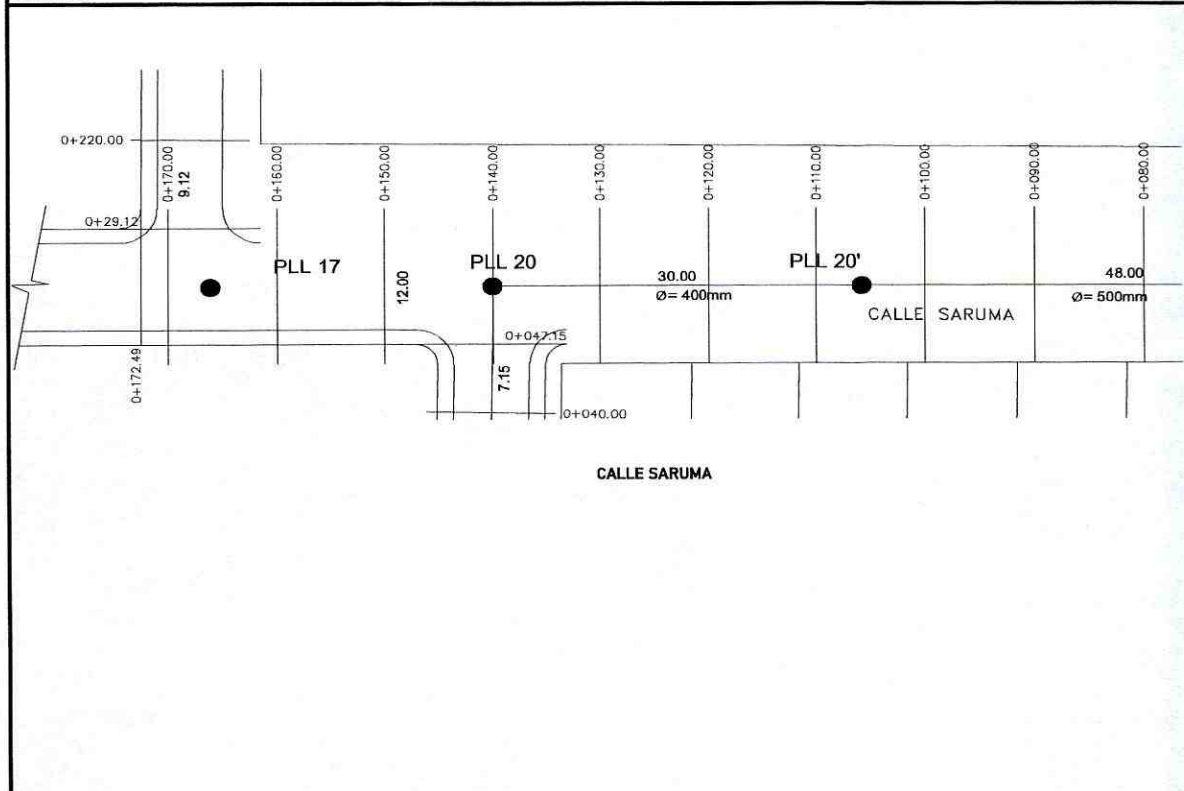 0+220.00
0+170.00
9.12
0+160.00
0+150.00
0+140.00
0+130.00
0+120.00
0+110.00
0+100.00
0+090.00
0+080.00
0+29.12
PLL 17
12.00
PLL 20
30.00
Ø= 400mm
PLL 20'
48.00
Ø= 500mm
CALLE SARUMA
0+172.49
0+047.15
7.15
0+040.00
CALLE SARUMA